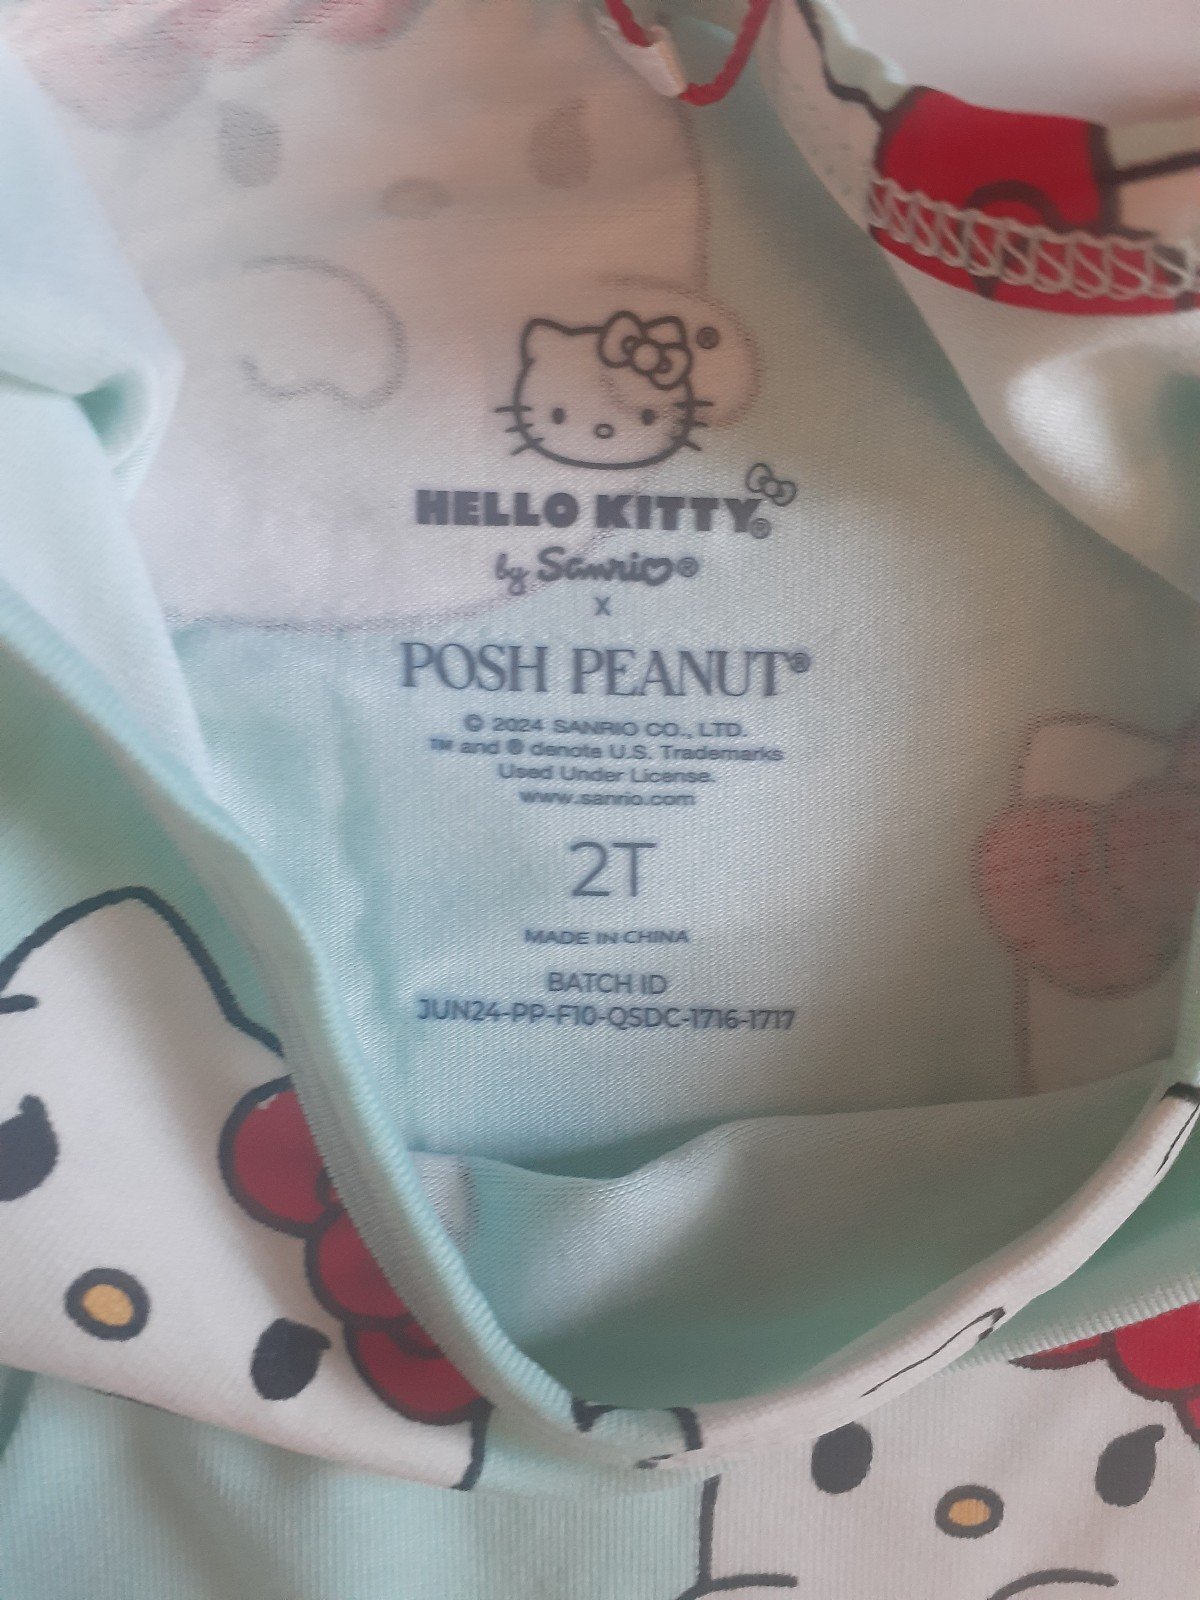 ®
HELLO KITTY®
by Sanrio®
X
POSH PEANUT®
© 2024 SANRIO CO., LTD.
™ and ® denote U.S. Trademarks
Used Under License.
www.sanrio.com
2T
MADE IN CHINA
BATCH ID
JUN24-PP-F10-QSDC-1716-1717